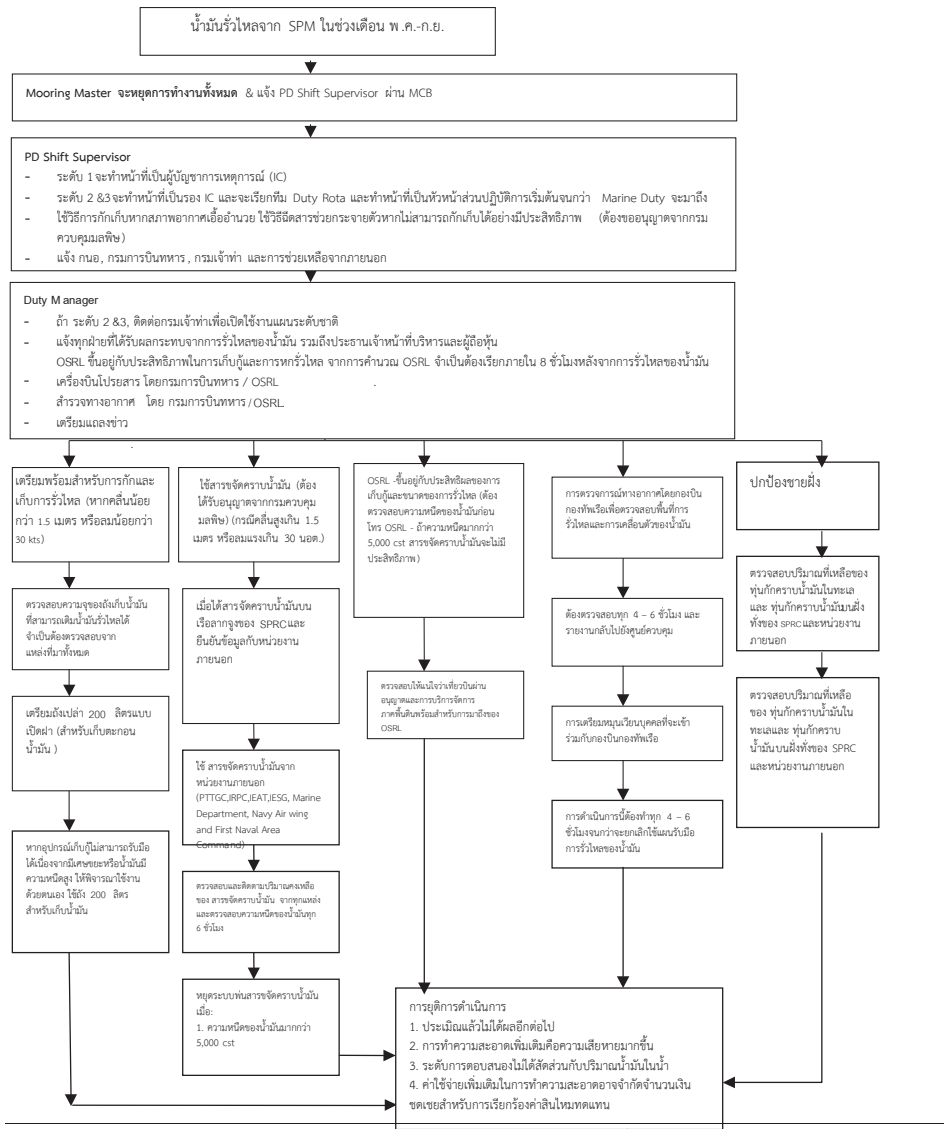 น้ำมันรั่วไหลจาก SPM ในช่วงเดือน พ.ค.-ก.ย.
Mooring Master จะหยุดการทำงานทั้งหมด & แจ้ง PD Shift Supervisor ผ่าน MCB
PD Shift Supervisor
- ระดับ 1 จะทำหน้าที่เป็นผู้บัญชาการเหตุการณ์ (IC)
- ระดับ 2 &3 จะทำหน้าที่เป็นรอง IC และจะเรียกทีม Duty Rota และทำหน้าที่เป็นหัวหน้าส่วนปฏิบัติการเริ่มต้นจนกว่า Marine Duty จะมาถึง
- ใช้วิธีการกักเก็บหากสภาพอากาศเอื้ออำนวย ใช้วิธีฉีดสารช่วยกระจายตัวหากไม่สามารถกักเก็บได้อย่างมีประสิทธิภาพ (ต้องขออนุญาตจากกรม
ควบคุมมลพิษ)
- แจ้ง กนอ, กรมการบินทหาร, กรมเจ้าท่า และการช่วยเหลือจากภายนอก
Duty Manager
- ถ้า ระดับ 2 &3, ติดต่อกรมเจ้าท่าเพื่อเปิดใช้งานแผนระดับชาติ
- แจ้งทุกฝ่ายที่ได้รับผลกระทบจากการรั่วไหลของน้ำมัน รวมถึงประธานเจ้าหน้าที่บริหารและผู้ถือหุ้น
OSRL ขึ้นอยู่กับประสิทธิภาพในการเก็บกู้และการหกรั่วไหล จากการคำนวณ OSRL จำเป็นต้องเรียกภายใน 8 ชั่วโมงหลังจากการรั่วไหลของน้ำมัน
- เครื่องบินโปรยสาร โดยกรมการบินทหาร / OSRL .
- สำรวจทางอากาศ โดย กรมการบินทหาร/OSRL
- เตรียมแถลงข่าว
เตรียมพร้อมสำหรับการกักและ
เก็บการรั่วไหล (หากคลื่นน้อย
กว่า 1.5 เมตร หรือลมน้อยกว่า
30 kts)
ตรวจสอบความจุของถังเก็บน้ำมัน
ที่สามารถเติมน้ำมันรั่วไหลได้
จำเป็นต้องตรวจสอบจาก
แหล่งที่มาทั้งหมด
เตรียมถังเปล่า 200 ลิตรแบบ
เปิดฝา (สำหรับเก็บตะกอน
น้ำมัน )
หากอุปกรณ์เก็บกู้ไม่สามารถรับมือ
ได้เนื่องจากมีเศษขยะหรือน้ำมันมี
ความหนืดสูง ให้พิจารณาใช้งาน
ด้วยตนเอง ใช้ถัง 200 ลิตร
สำหรับเก็บน้ำมัน
ใช้สารขจัดคราบน้ำมัน (ต้อง
ได้รับอนุญาตจากกรมควบคุม
มลพิษ) (กรณีคลื่นสูงเกิน 1.5
เมตร หรือลมแรงเกิน 30 นอต.)
เมื่อได้สารขจัดคราบน้ำมันบน
เรือลากจูงของ SPRCและ
ยืนยันข้อมูลกับหน่วยงาน
ภายนอก
ใช้ สารขจัดคราบน้ำมันจาก
หน่วยงานภายนอก
(PTTGC,IRPC,IEAT,IESG, Marine
Department, Navy Air wing
and First Naval Area
Command)
ตรวจสอบและติดตามปริมาณคงเหลือ
ของ สารขจัดคราบน้ำมัน จากทุกแหล่ง
และตรวจสอบความหนืดของน้ำมันทุก
6 ชั่วโมง
หยุดระบบพ่นสารขจัดคราบน้ำมัน
เมื่อ:
1. ความหนืดของน้ำมันมากกว่า
5,000 cst
OSRL -ขึ้นอยู่กับประสิทธิผลของการ
เก็บกู้และขนาดของการรั่วไหล (ต้อง
ตรวจสอบความหนืดของน้ำมันก่อน
โทร OSRL - ถ้าความหนืดมากกว่า
5,000 cst สารขจัดคราบน้ำมันจะไม่มี
ประสิทธิภาพ)
ตรวจสอบให้แน่ใจว่าเที่ยวบินผ่าน
อนุญาตและการบริการจัดการ
ภาคพื้นดินพร้อมสำหรับการมาถึงของ
OSRL
การตรวจการณ์ทางอากาศโดยกองบิน
กองทัพเรือเพื่อตรวจสอบพื้นที่การ
รั่วไหลและการเคลื่อนตัวของน้ำมัน
ต้องตรวจสอบทุก 4 – 6 ชั่วโมง และ
รายงานกลับไปยังศูนย์ควบคุม
การเตรียมหมุนเวียนบุคคลที่จะเข้า
ร่วมกับกองบินกองทัพเรือ
การดำเนินการนี้ต้องทำทุก 4 – 6
ชั่วโมงจนกว่าจะยกเลิกใช้แผนรับมือ
การรั่วไหลของน้ำมัน
ปกป้องชายฝั่ง
ตรวจสอบปริมาณที่เหลือของ
ทุ่นกักคราบน้ำมันในทะเล
และ ทุ่นกักคราบน้ำมันบนฝั่ง
ทั้งของ SPRCและหน่วยงาน
ภายนอก
ตรวจสอบปริมาณที่เหลือ
ของ ทุ่นกักคราบน้ำมันใน
ทะเลและ ทุ่นกักคราบ
น้ำมันบนฝั่งทั้งของ SPRC
และหน่วยงานภายนอก
การยุติการดำเนินการ
1. ประเมินแล้วไม่ได้ผลอีกต่อไป
2. การทำความสะอาดเพิ่มเติมคือความเสียหายมากขึ้น
3. ระดับการตอบสนองไม่ได้สัดส่วนกับปริมาณน้ำมันในน้ำ
4. ค่าใช้จ่ายเพิ่มเติมในการทำความสะอาดอาจจำกัดจำนวนเงิน
ชดเชยสำหรับการเรียกร้องค่าสินไหมทดแทน